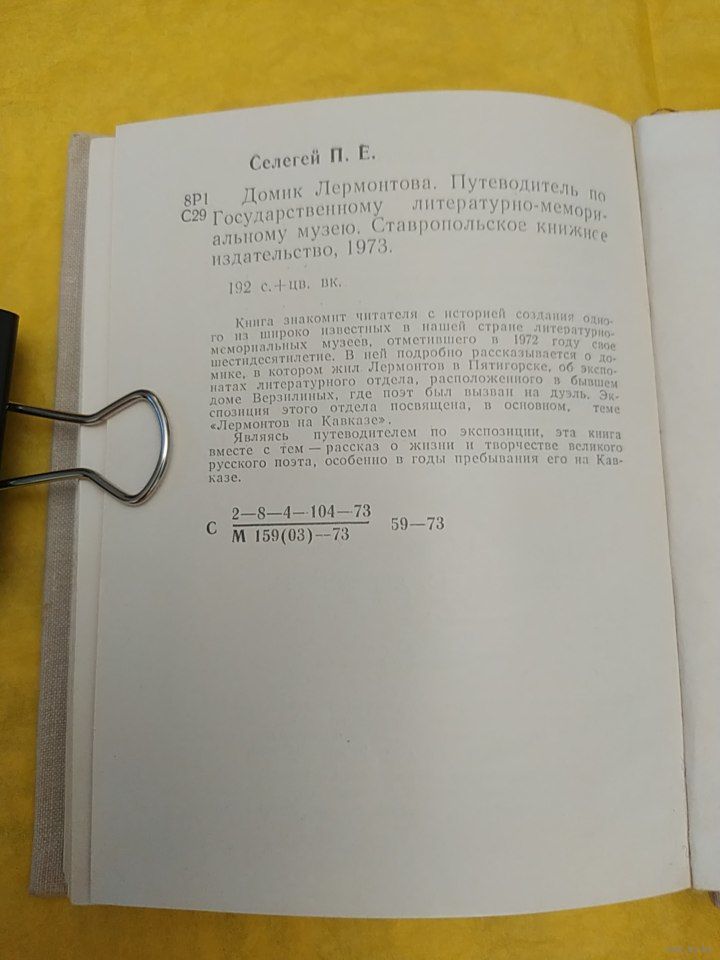 Селегей П. Е.
8Р1 Домик Лермонтова. Путеводитель по
С29 Государственному литературно-мемори-
альному музею. Ставропольское книжное
издательство, 1973.
192 с.+цв. вк.
Книга знакомит читателя с историей создания одно-
го из широко известных в нашей стране литературно-
мемориальных музеев, отметившего в 1972 году свое
шестидесятилетие. В ней подробно рассказывается о до-
мике, в котором жил Лермонтов в Пятигорске, об экспо-
натах литературного отдела, расположенного в бывшем
доме Верзилиных, где поэт был вызван на дуэль. Эк-
спозиция этого отдела посвящена, в основном, теме
«Лермонтов на Кавказе».
Являясь путеводителем по экспозиции, эта книга
вместе с тем — рассказ о жизни и творчестве великого
русского поэта, особенно в годы пребывания его на Кав-
казе.
2—8—4—104—73
С 59—73
М 159(03)—73